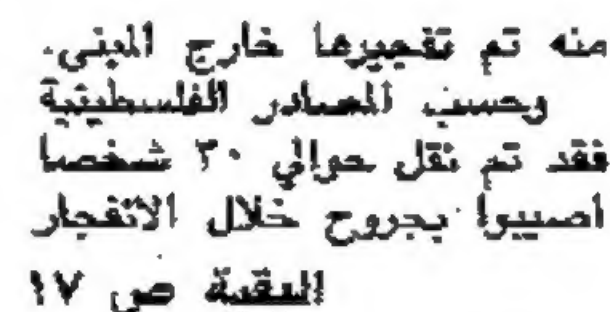 منه تم تفجيرها خارج المبنى.
وحسب المصادر الفلسطينية
فقد تم نقل حوالي ٣٠ شخصا
اصيبوا بجروح خلال الانفجار
البقية ص ١٧